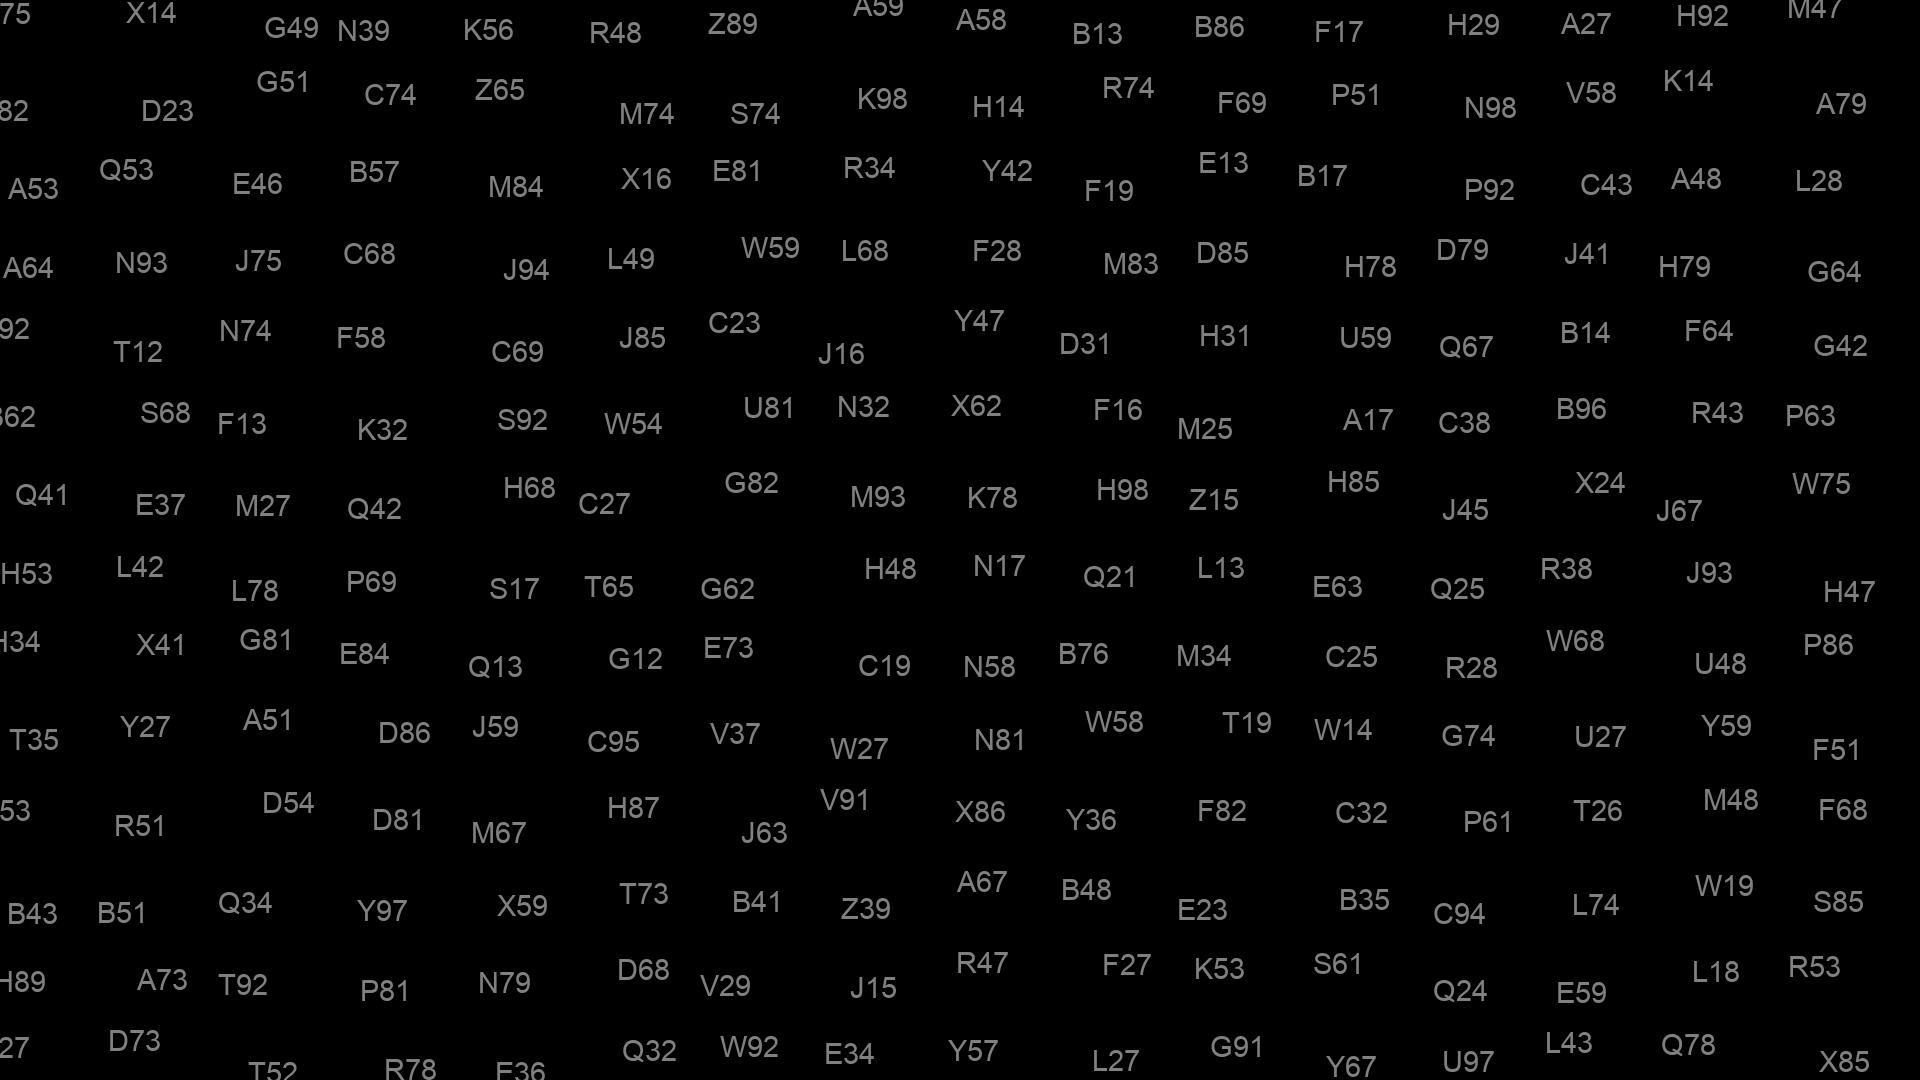 75 X14 G49 N39 K56 R48 Z89 A59 A58 B13 B86 F17 H29 A27 H92 M47
82 D23 G51 C74 Z65 M74 S74 K98 H14 R74 F69 P51 N98 V58 K14 A79
A53 Q53 E46 B57 M84 X16 E81 R34 Y42 F19 E13 B17 P92 C43 A48 L28
A64 N93 J75 C68 J94 L49 W59 L68 F28 M83 D85 H78 D79 J41 H79 G64
92 T12 N74 F58 C69 J85 C23 J16 Y47 D31 H31 U59 Q67 B14 F64 G42
62 S68 F13 K32 S92 W54 U81 N32 X62 F16 M25 A17 C38 B96 R43 P63
Q41 E37 M27 Q42 H68 C27 G82 M93 K78 H98 Z15 H85 J45 X24 J67 W75
H53 L42 L78 P69 S17 T65 G62 H48 N17 Q21 L13 E63 Q25 R38 J93 H47
H34 X41 G81 E84 Q13 G12 E73 C19 N58 B76 M34 C25 R28 W68 U48 P86
T35 Y27 A51 D86 J59 C95 V37 W27 N81 W58 T19 W14 G74 U27 Y59 F51
53 R51 D54 D81 M67 H87 J63 V91 X86 Y36 F82 C32 P61 T26 M48 F68
B43 B51 Q34 Y97 X59 T73 B41 Z39 A67 B48 E23 B35 C94 L74 W19 S85
H89 A73 T92 P81 N79 D68 V29 J15 R47 F27 K53 S61 Q24 E59 L18 R53
27 D73 T52 R78 F36 Q32 W92 E34 Y57 L27 G91 Y67 U97 L43 Q78 X85